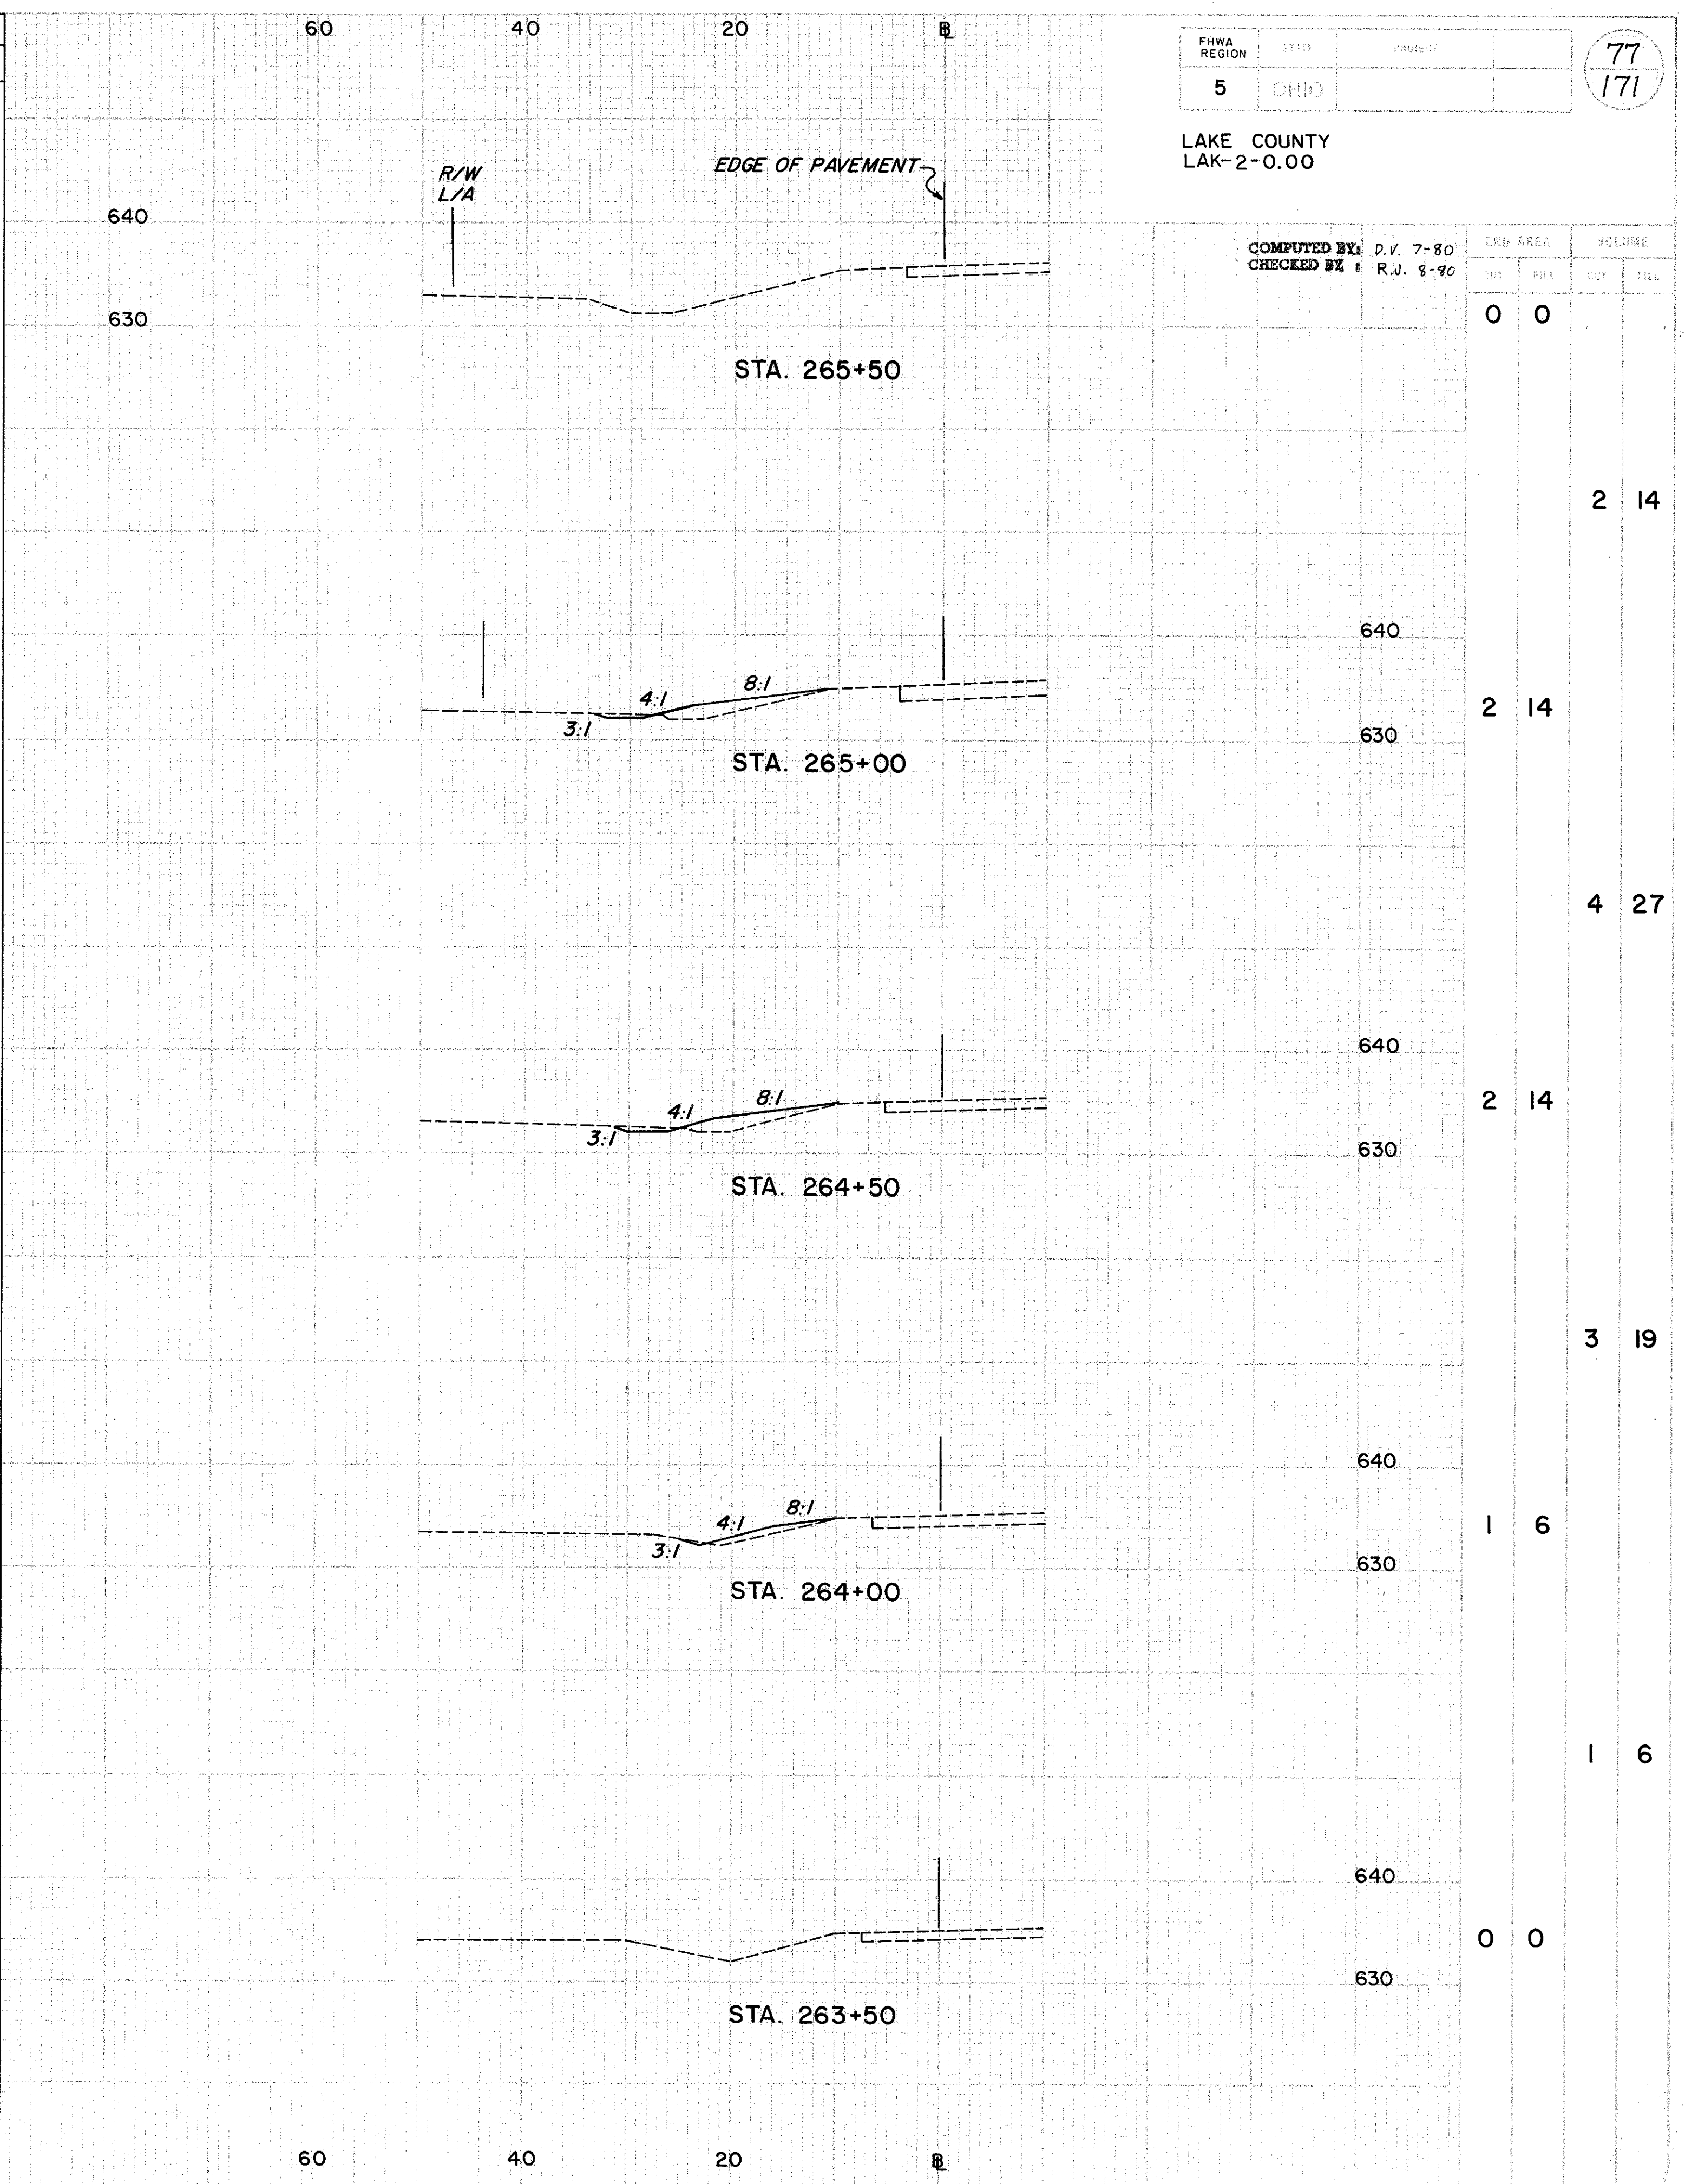 60 40 20 B̶L
FHWA REGION STATE PROJECT
5 OHIO
77
171
LAKE COUNTY
LAK-2-0.00
R/W
L/A
EDGE OF PAVEMENT
640
630
COMPUTED BY: D.V. 7-80
CHECKED BY : R.J. 8-80
END AREA VOLUME
CUT FILL CUT FILL
0 0
STA. 265+50
2 14
640
8:1
4:1
3:1
2 14
630
STA. 265+00
4 27
640
8:1
4:1
3:1
2 14
630
STA. 264+50
3 19
640
8:1
4:1
3:1
1 6
630
STA. 264+00
1 6
640
0 0
630
STA. 263+50
60 40 20 B̶L